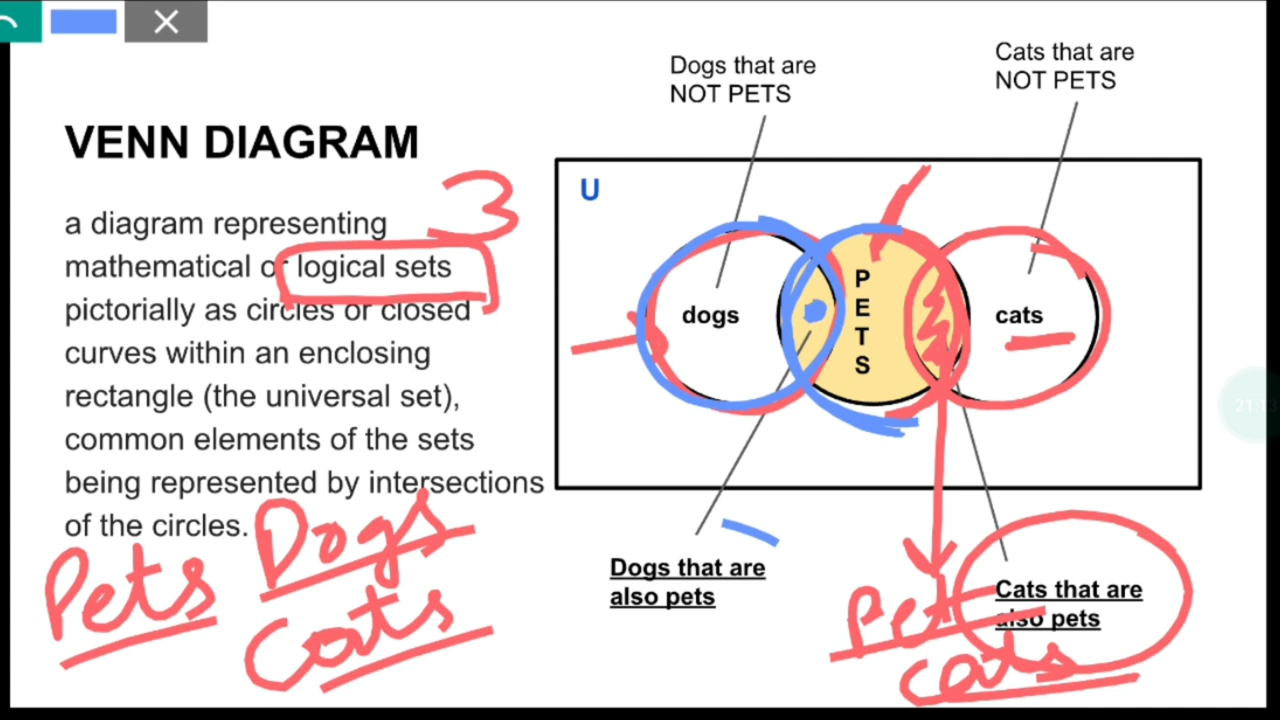 Dogs that are
NOT PETS
Cats that are
NOT PETS
VENN DIAGRAM
3
a diagram representing
mathematical or logical sets
pictorially as circles or closed
curves within an enclosing
rectangle (the universal set),
common elements of the sets
being represented by intersections
of the circles.
U
dogs
P
E
T
S
cats
Dogs that are
also pets
Cats that are
also pets
Pets Dogs
Cats
Pet
Cats